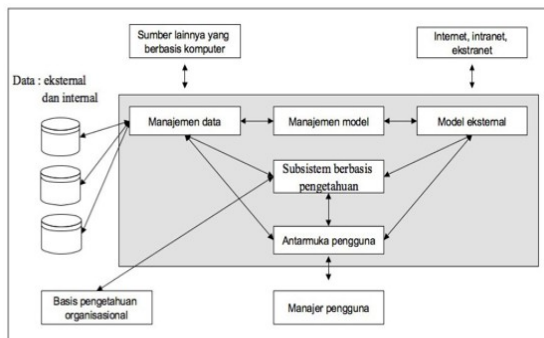 Sumber lainnya yang
berbasis komputer
Internet, intranet,
ekstranet
Data : eksternal
dan internal
Manajemen data
Manajemen model
Model eksternal
Subsistem berbasis
pengetahuan
Antarmuka pengguna
Basis pengetahuan
organisasional
Manajer pengguna